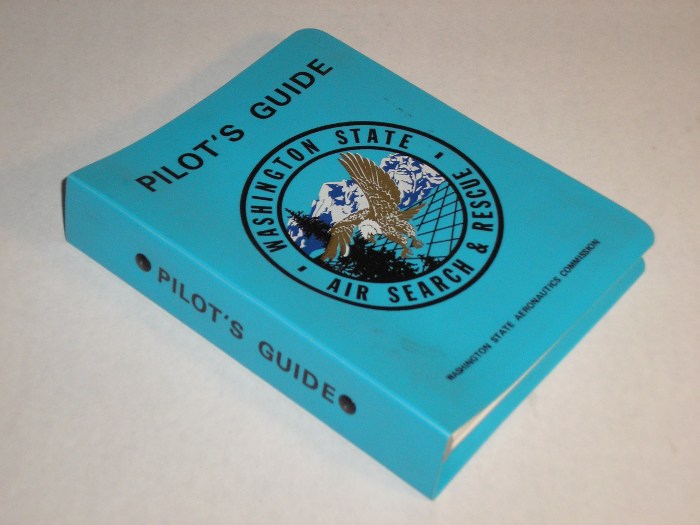 PILOT'S GUIDE
WASHINGTON STATE
AIR SEARCH & RESCUE
WASHINGTON STATE AERONAUTICS COMMISSION
PILOT'S GUIDE